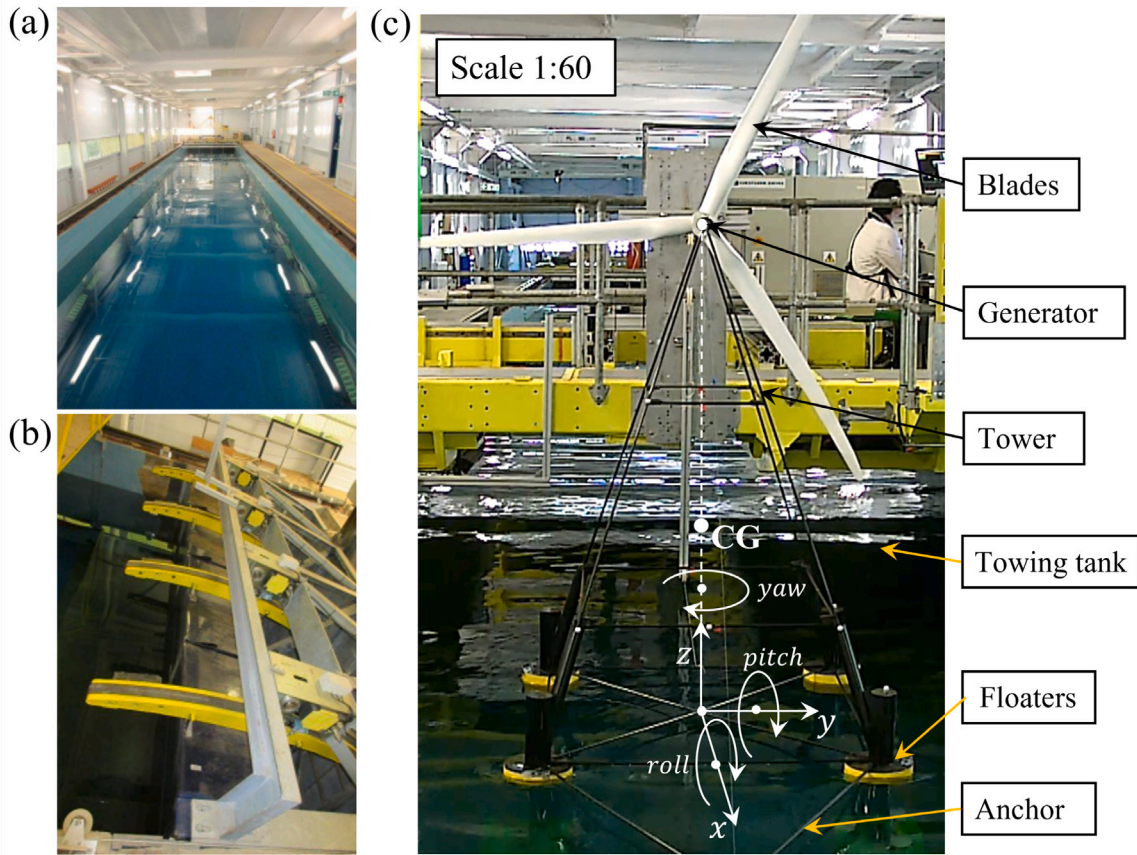 (a)
(b)
(c)
Scale 1:60
Blades
Generator
Tower
CG
Towing tank
yaw
z
pitch
y
Floaters
roll
x
Anchor